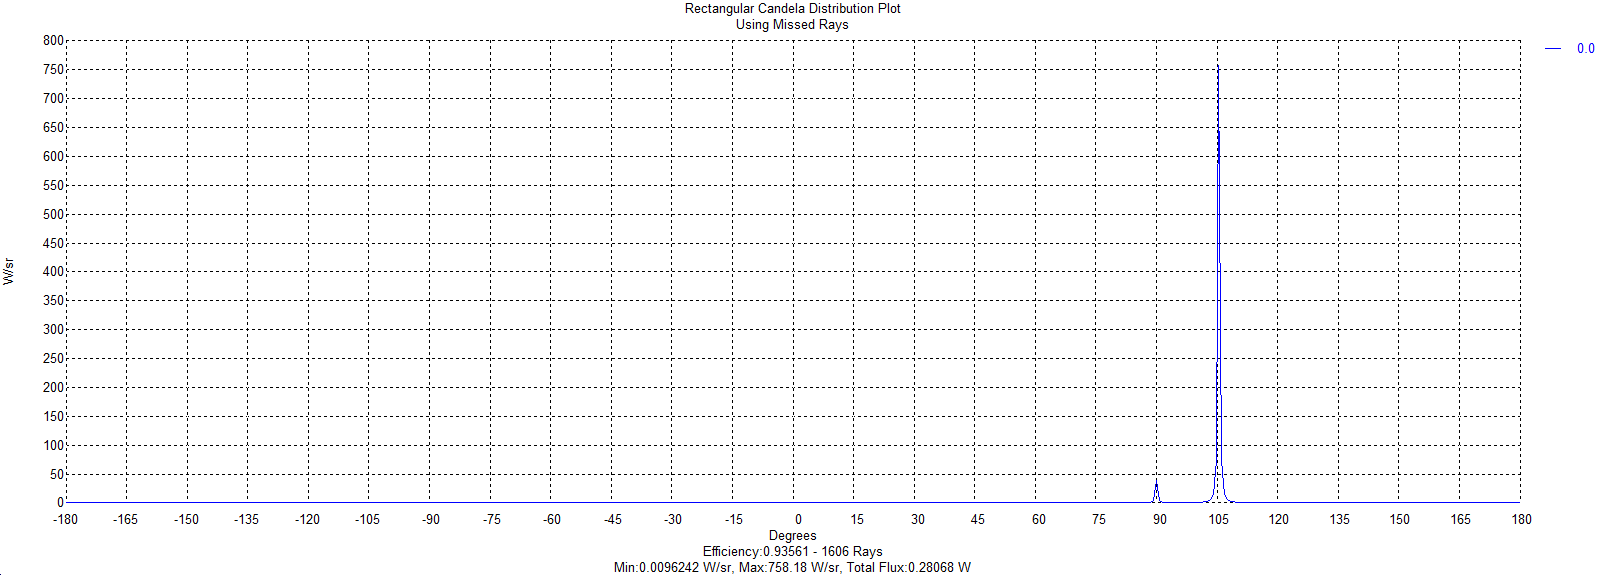 Rectangular Candela Distribution Plot
Using Missed Rays
0.0
800
750
700
650
600
550
500
450
400
350
300
250
200
150
100
50
0
W/sr
-180 -165 -150 -135 -120 -105 -90 -75 -60 -45 -30 -15 0 15 30 45 60 75 90 105 120 135 150 165 180
Degrees
Efficiency:0.93561 - 1606 Rays
Min:0.0096242 W/sr, Max:758.18 W/sr, Total Flux:0.28068 W